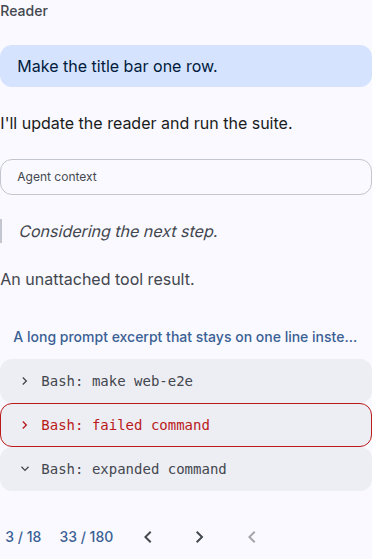 Reader
Make the title bar one row.
I'll update the reader and run the suite.
Agent context
Considering the next step.
An unattached tool result.
A long prompt excerpt that stays on one line inste...
Bash: make web-e2e
Bash: failed command
Bash: expanded command
3 / 18 33 / 180